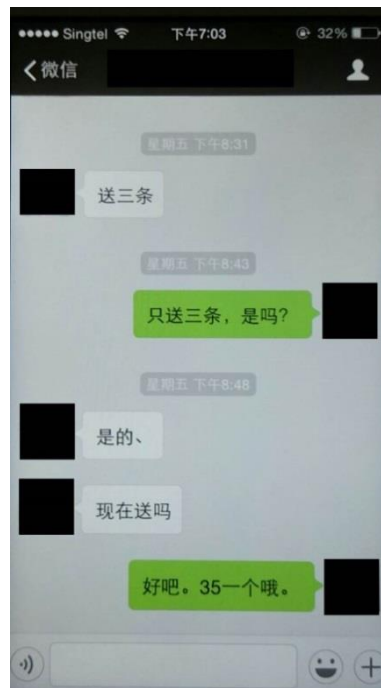 Singtel 下午7:03 32%
微信
星期五 下午8:31
送三条
星期五 下午8:43
只送三条，是吗？
星期五 下午8:48
是的、
现在送吗
好吧。35一个哦。